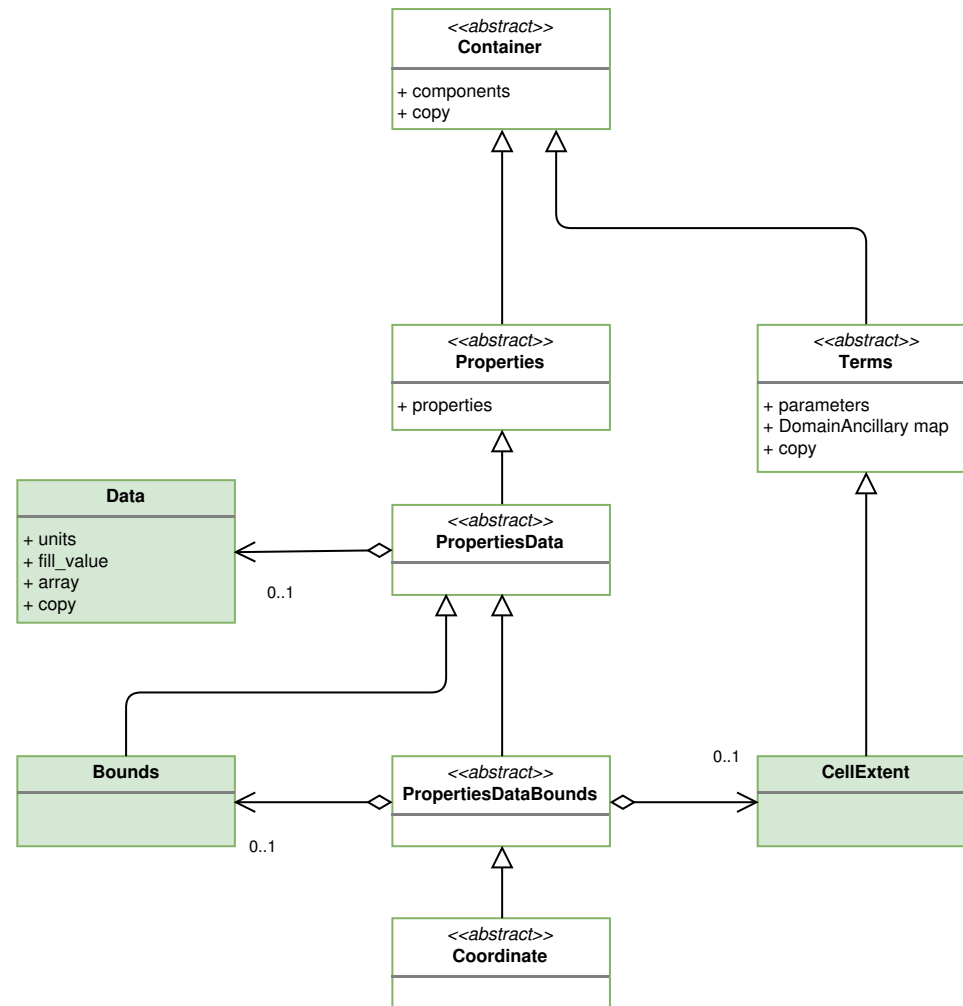 <<abstract>>
Container
+ components
+ copy
<<abstract>>
Properties
+ properties
<<abstract>>
Terms
+ parameters
+ DomainAncillary map
+ copy
Data
+ units
+ fill_value
+ array
+ copy
<<abstract>>
PropertiesData
0..1
Bounds
<<abstract>>
PropertiesDataBounds
0..1
CellExtent
0..1
<<abstract>>
Coordinate